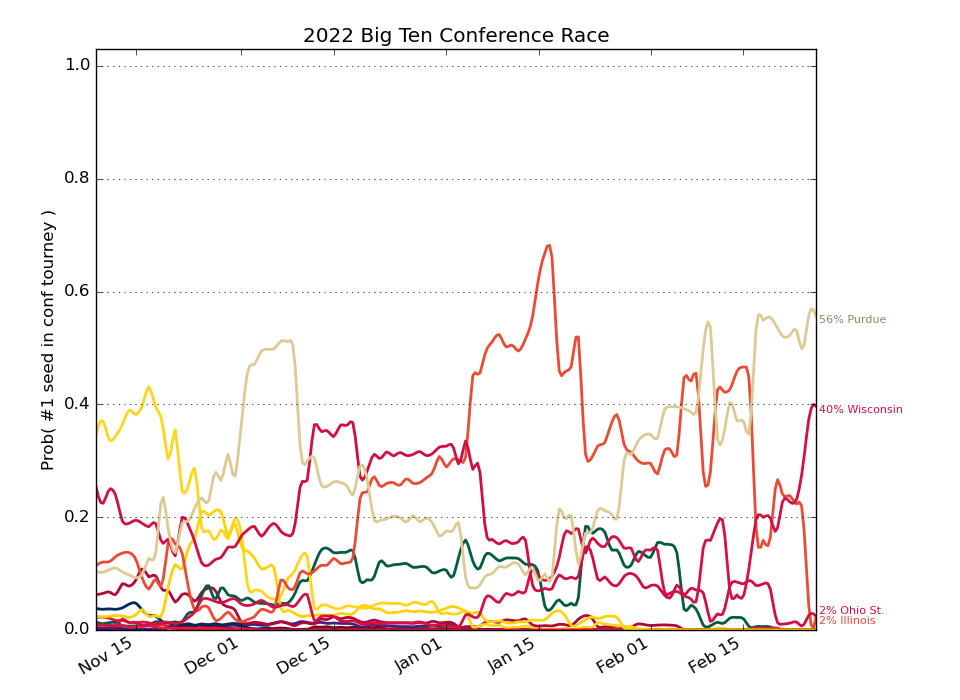 2022 Big Ten Conference Race
Prob( #1 seed in conf tourney )
1.0
0.8
0.6
0.4
0.2
0.0
56% Purdue
40% Wisconsin
2% Ohio St.
2% Illinois
Nov 15
Dec 01
Dec 15
Jan 01
Jan 15
Feb 01
Feb 15